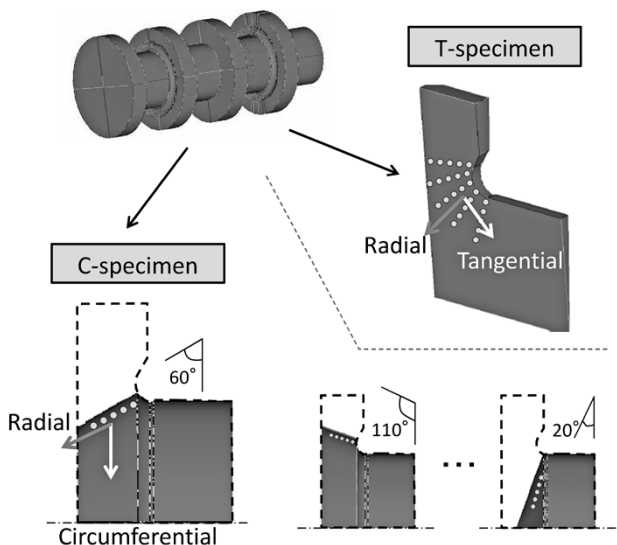 T-specimen
Radial
Tangential
C-specimen
60°
Radial
110°
...
20°
Circumferential